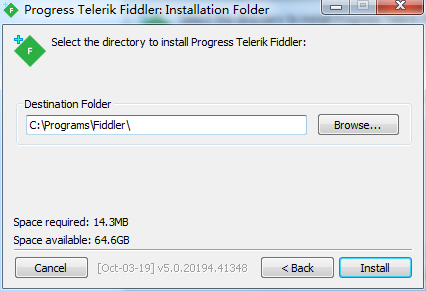 Progress Telerik Fiddler: Installation Folder
F
Select the directory to install Progress Telerik Fiddler:
Destination Folder
C:\Programs\Fiddler\
Browse...
Space required: 14.3MB
Space available: 64.6GB
Cancel
[Oct-03-19] v5.0.20194.41348
< Back
Install